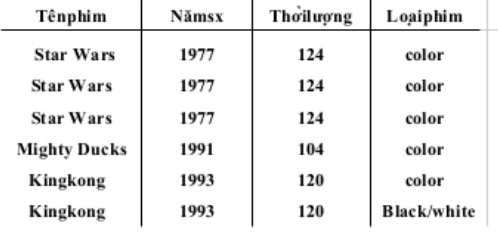 Tênphim Nămsx Thờilượng Loạiphim
Star Wars 1977 124 color
Star Wars 1977 124 color
Star Wars 1977 124 color
Mighty Ducks 1991 104 color
Kingkong 1993 120 color
Kingkong 1993 120 Black/white